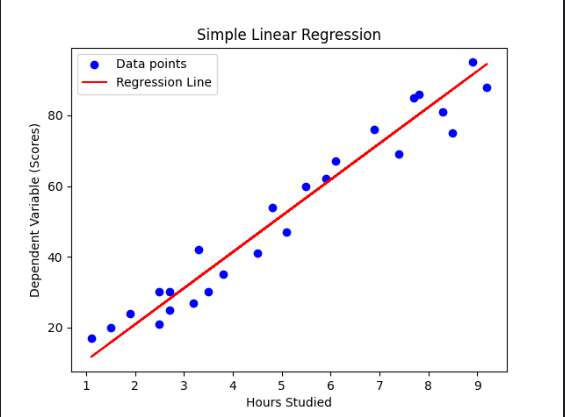 Simple Linear Regression
Data points
Regression Line
80
60
40
20
Dependent Variable (Scores)
1 2 3 4 5 6 7 8 9
Hours Studied